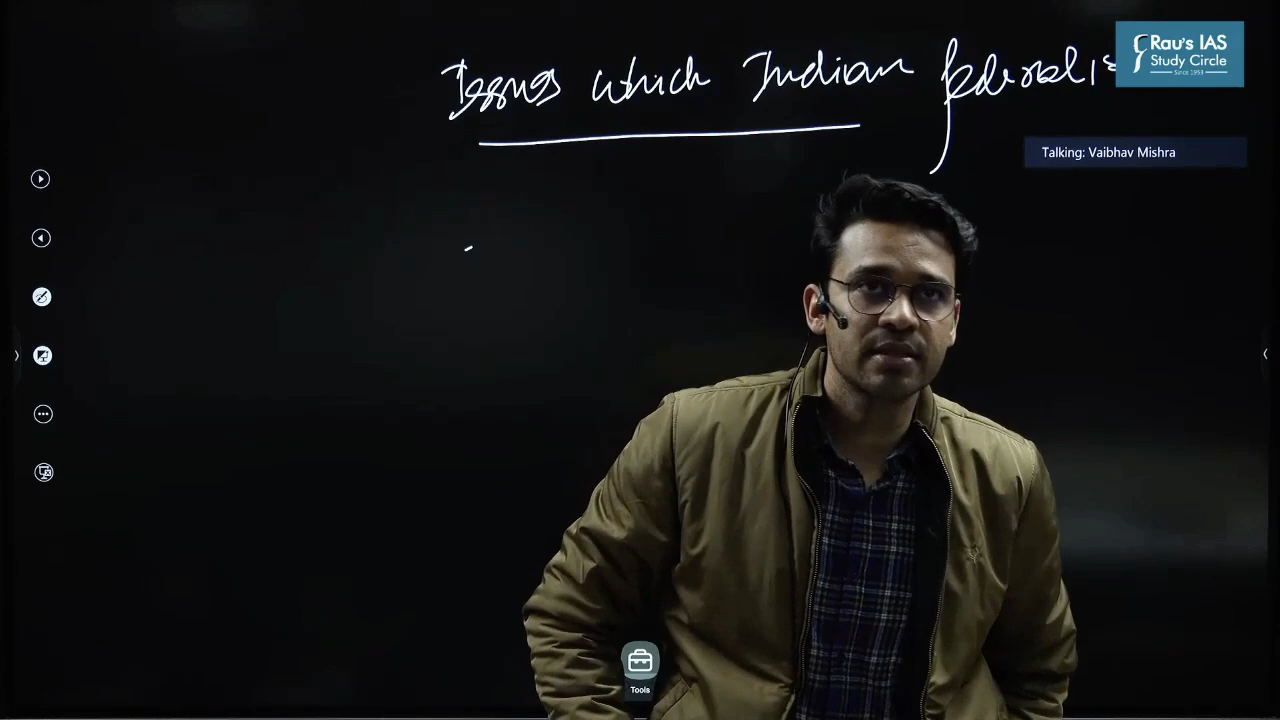 Issues which Indian federalis
Rau's IAS
Study Circle
Since 1953
Talking: Vaibhav Mishra
Tools